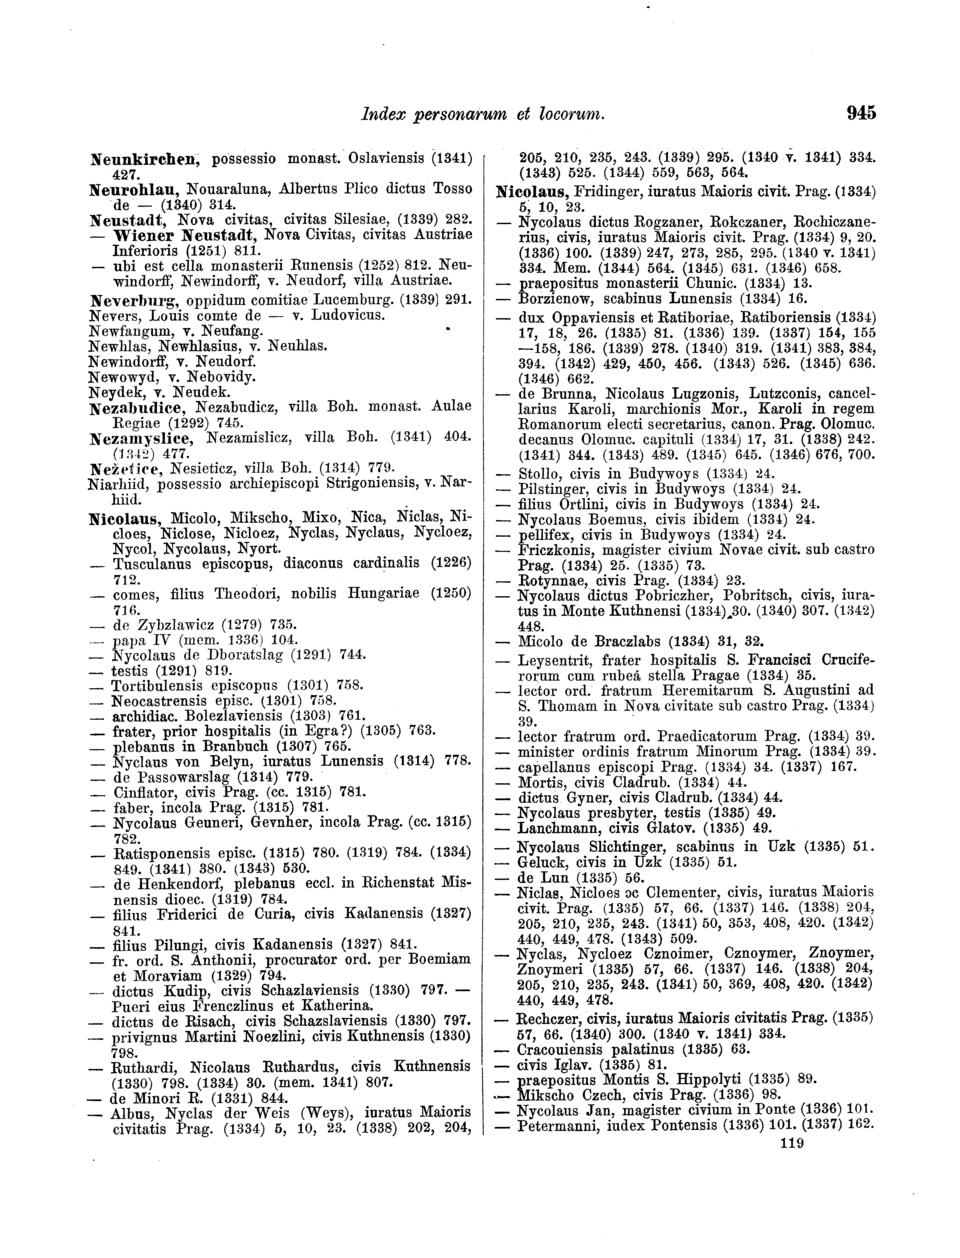 Index personarum et locorum. 945
Neunkirchen, possessio monast. Oslaviensis (1341)
427.
Neurohlau, Nouaraluna, Albertus Plico dictus Tosso
de — (1340) 314.
Neustadt, Nova civitas, civitas Silesiae, (1339) 282.
— Wiener Neustadt, Nova Civitas, civitas Austriae
Inferioris (1251) 811.
— ubi est cella monasterii Runensis (1252) 812. Neu-
windorff, Newindorff, v. Neudorf, villa Austriae.
Neverburg, oppidum comitiae Lucemburg. (1339) 291.
Nevers, Louis comte de — v. Ludovicus.
Newfangum, v. Neufang.
Newhlas, Newhlasius, v. Neuhlas.
Newindorff, v. Neudorf.
Newowyd, v. Nebovidy.
Neydek, v. Neudek.
Nezabudice, Nezabudicz, villa Boh. monast. Aulae
Regiae (1292) 745.
Nezamyslice, Nezamislicz, villa Boh. (1341) 404.
(1342) 477.
Nežetice, Nesieticz, villa Boh. (1314) 779.
Niarhiid, possessio archiepiscopi Strigoniensis, v. Nar-
hiid.
Nicolaus, Micolo, Mikscho, Mixo, Nica, Niclas, Ni-
cloes, Niclose, Nicloez, Nyclas, Nyclaus, Nycloez,
Nycol, Nycolaus, Nyort.
— Tusculanus episcopus, diaconus cardinalis (1226)
712.
— comes, filius Theodori, nobilis Hungariae (1250)
716.
— de Zybzlawicz (1279) 735.
— papa IV (mem. 1336) 104.
— Nycolaus de Dboratslag (1291) 744.
— testis (1291) 819.
— Tortibulensis episcopus (1301) 758.
— Neocastrensis episc. (1301) 758.
— archidiac. Bolezlaviensis (1303) 761.
— frater, prior hospitalis (in Egra?) (1305) 763.
— plebanus in Branbuch (1307) 765.
— Nyclaus von Belyn, iuratus Lunensis (1314) 778.
— de Passowarslag (1314) 779.
— Cinflator, civis Prag. (cc. 1315) 781.
— faber, incola Prag. (1315) 781.
— Nycolaus Geuneri, Gevnher, incola Prag. (cc. 1315)
782.
— Ratisponensis episc. (1315) 780. (1319) 784. (1334)
849. (1341) 380. (1343) 530.
— de Henkendorf, plebanus eccl. in Richenstat Mis-
nensis dioec. (1319) 784.
— filius Friderici de Curia, civis Kadanensis (1327)
841.
— filius Pilungi, civis Kadanensis (1327) 841.
— fr. ord. S. Anthonii, procurator ord. per Boemiam
et Moraviam (1329) 794.
— dictus Kudip, civis Schazlaviensis (1330) 797. —
Pueri eius Frenczlinus et Katherina.
— dictus de Risach, civis Schazslaviensis (1330) 797.
— privignus Martini Noezlini, civis Kuthnensis (1330)
798.
— Ruthardi, Nicolaus Ruthardus, civis Kuthnensis
(1330) 798. (1334) 30. (mem. 1341) 807.
— de Minori R. (1331) 844.
— Albus, Nyclas der Weis (Weys), iuratus Maioris
civitatis Prag. (1334) 5, 10, 23. (1338) 202, 204,
205, 210, 235, 243. (1339) 295. (1340 v. 1341) 334.
(1343) 525. (1344) 559, 563, 564.
Nicolaus, Fridinger, iuratus Maioris civit. Prag. (1334)
5, 10, 23.
— Nycolaus dictus Rogzaner, Rokczaner, Rochiczane-
rius, civis, iuratus Maioris civit. Prag. (1334) 9, 20.
(1336) 100. (1339) 247, 273, 285, 295. (1340 v. 1341)
334. Mem. (1344) 564. (1345) 631. (1346) 658.
— praepositus monasterii Chunic. (1334) 13.
— Borzienow, scabinus Lunensis (1334) 16.
— dux Oppaviensis et Ratiboriae, Ratiboriensis (1334)
17, 18, 26. (1335) 81. (1336) 139. (1337) 154, 155
—158, 186. (1339) 278. (1340) 319. (1341) 383, 384,
394. (1342) 429, 450, 456. (1343) 526. (1345) 636.
(1346) 662.
— de Brunna, Nicolaus Lugzonis, Lutzconis, cancel-
larius Karoli, marchionis Mor., Karoli in regem
Romanorum electi secretarius, canon. Prag. Olomuc.
decanus Olomuc. capituli (1334) 17, 31. (1338) 242.
(1341) 344. (1343) 489. (1345) 645. (1346) 676, 700.
— Stollo, civis in Budywoys (1334) 24.
— Pilstinger, civis in Budywoys (1334) 24.
— filius Ortlini, civis in Budywoys (1334) 24.
— Nycolaus Boemus, civis ibidem (1334) 24.
— pellifex, civis in Budywoys (1334) 24.
— Friczkonis, magister civium Novae civit. sub castro
Prag. (1334) 25. (1335) 73.
— Rotynnae, civis Prag. (1334) 23.
— Nycolaus dictus Pobriczher, Pobritsch, civis, iura-
tus in Monte Kuthnensi (1334) 30. (1340) 307. (1342)
448.
— Micolo de Braczlabs (1334) 31, 32.
— Leysentrit, frater hospitalis S. Francisci Crucife-
rorum cum rubea stella Pragae (1334) 35.
— lector ord. fratrum Heremitarum S. Augustini ad
S. Thomam in Nova civitate sub castro Prag. (1334)
39.
— lector fratrum ord. Praedicatorum Prag. (1334) 39.
— minister ordinis fratrum Minorum Prag. (1334) 39.
— capellanus episcopi Prag. (1334) 34. (1337) 167.
— Mortis, civis Cladrub. (1334) 44.
— dictus Gyner, civis Cladrub. (1334) 44.
— Nycolaus presbyter, testis (1335) 49.
— Lanchmann, civis Glatov. (1335) 49.
— Nycolaus Slichtinger, scabinus in Uzk (1335) 51.
— Geluck, civis in Uzk (1335) 51.
— de Lun (1335) 56.
— Niclas, Nicloes de Clementer, civis, iuratus Maioris
civit. Prag. (1335) 57, 66. (1337) 146. (1338) 204,
205, 210, 235, 243. (1341) 50, 353, 408, 420. (1342)
440, 449, 478. (1343) 509.
— Nyclas, Nycloez Cznoimer, Cznoymer, Znoymer,
Znoymeri (1335) 57, 66. (1337) 146. (1338) 204,
205, 210, 235, 243. (1341) 50, 369, 408, 420. (1342)
440, 449, 478.
— Rechczer, civis, iuratus Maioris civitatis Prag. (1335)
57, 66. (1340) 300. (1340 v. 1341) 334.
— Cracouiensis palatinus (1335) 63.
— civis Iglav. (1335) 81.
— praepositus Montis S. Hippolyti (1335) 89.
— Mikscho Czech, civis Prag. (1336) 98.
— Nycolaus Jan, magister civium in Ponte (1336) 101.
— Petermanni, iudex Pontensis (1336) 101. (1337) 162.
119